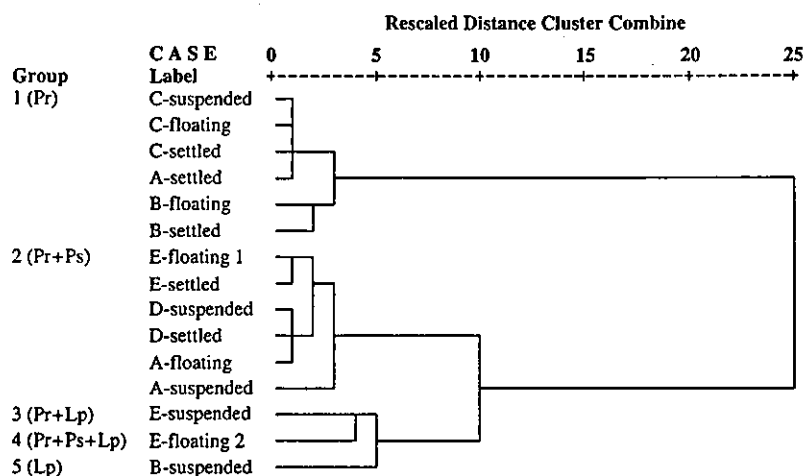 Rescaled Distance Cluster Combine
C A S E 0 5 10 15 20 25
Group Label
1 (Pr) C-suspended
C-floating
C-settled
A-settled
B-floating
B-settled
2 (Pr+Ps) E-floating 1
E-settled
D-suspended
D-settled
A-floating
A-suspended
3 (Pr+Lp) E-suspended
4 (Pr+Ps+Lp) E-floating 2
5 (Lp) B-suspended